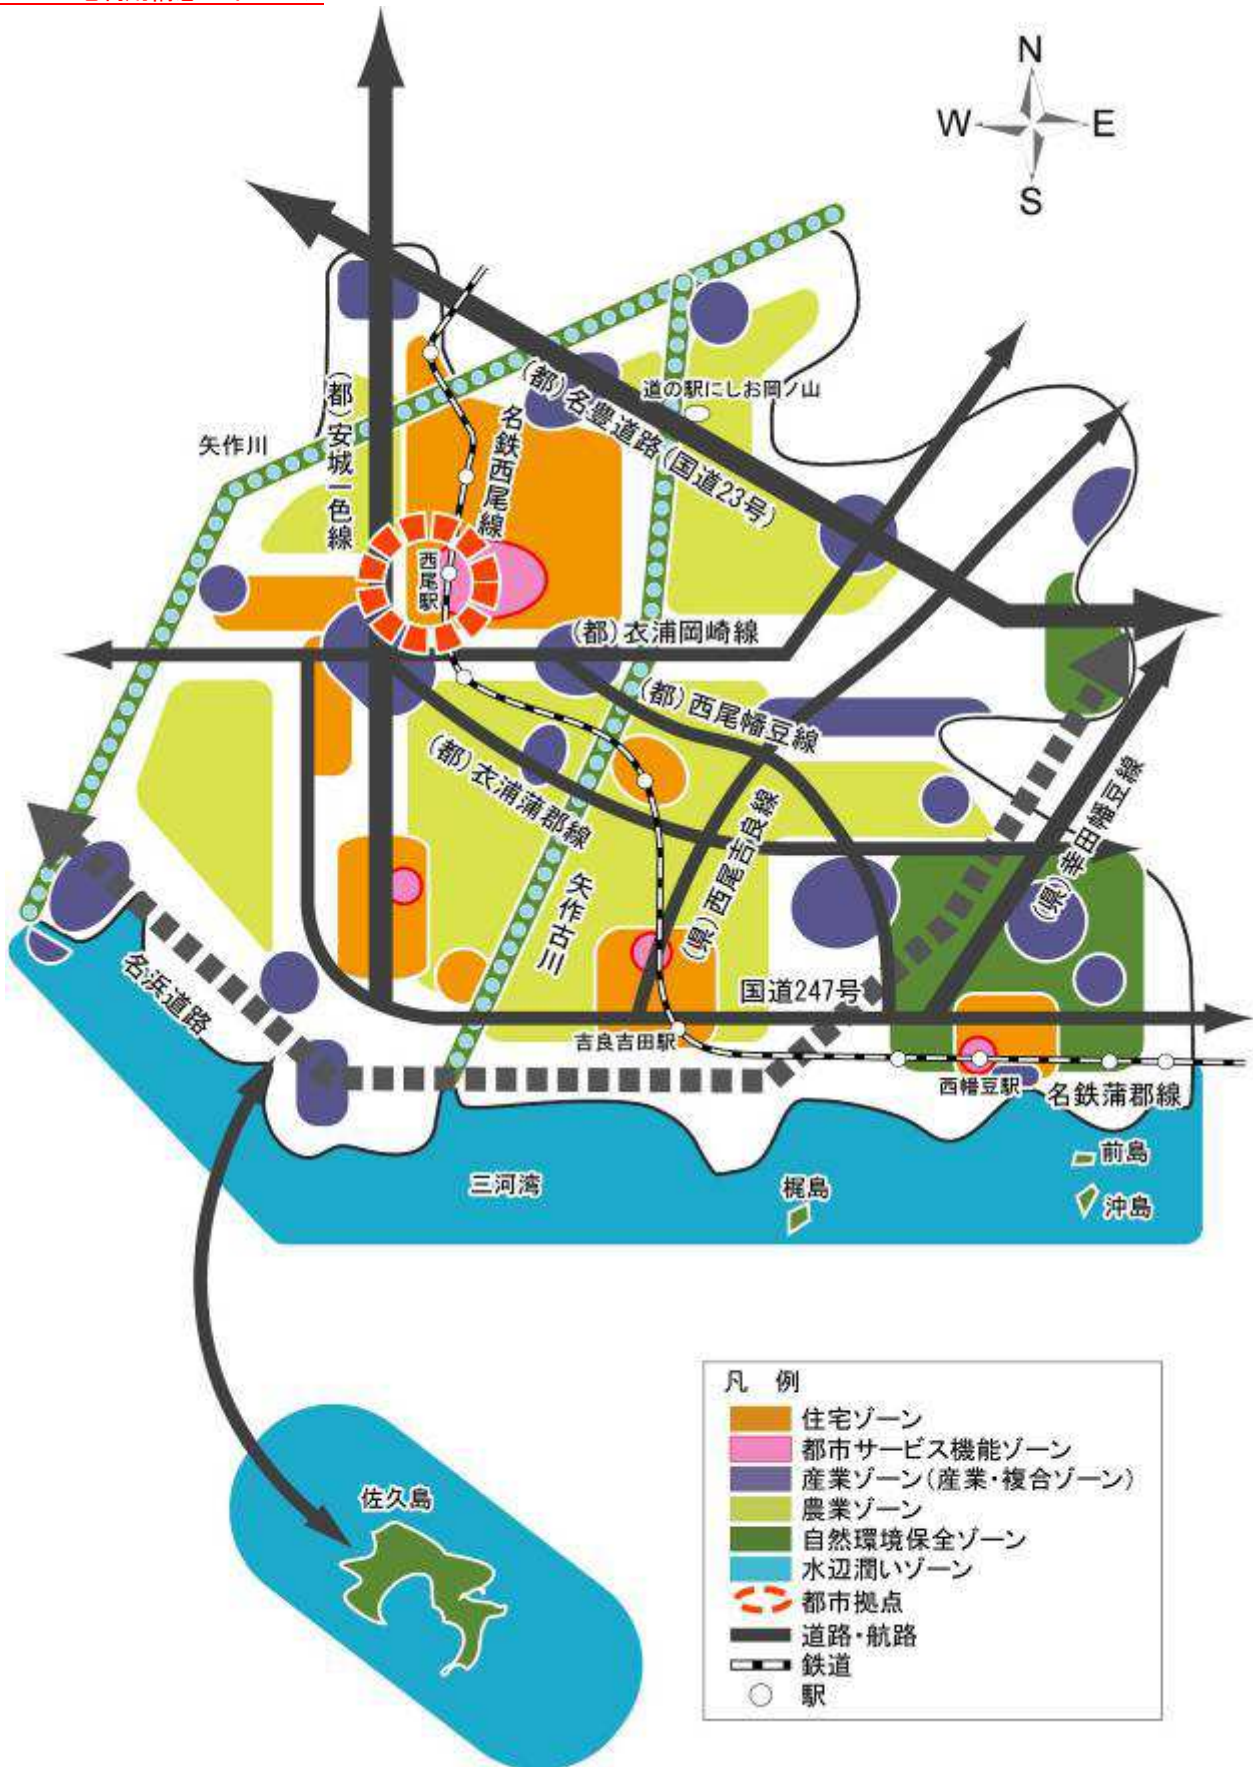 N
W
E
S
道の駅にしお岡ノ山
(都)名豊道路(国道23号)
(都)安城一色線
名鉄西尾線
矢作川
西尾駅
(都)衣浦岡崎線
(都)西尾幡豆線
(都)衣浦蒲郡線
(県)西尾吉良線
(県)幸田幡豆線
矢作古川
名浜道路
国道247号
吉良吉田駅
西幡豆駅
名鉄蒲郡線
前島
三河湾
梶島
沖島
佐久島
凡 例
住宅ゾーン
都市サービス機能ゾーン
産業ゾーン(産業・複合ゾーン)
農業ゾーン
自然環境保全ゾーン
水辺潤いゾーン
都市拠点
道路・航路
鉄道
駅